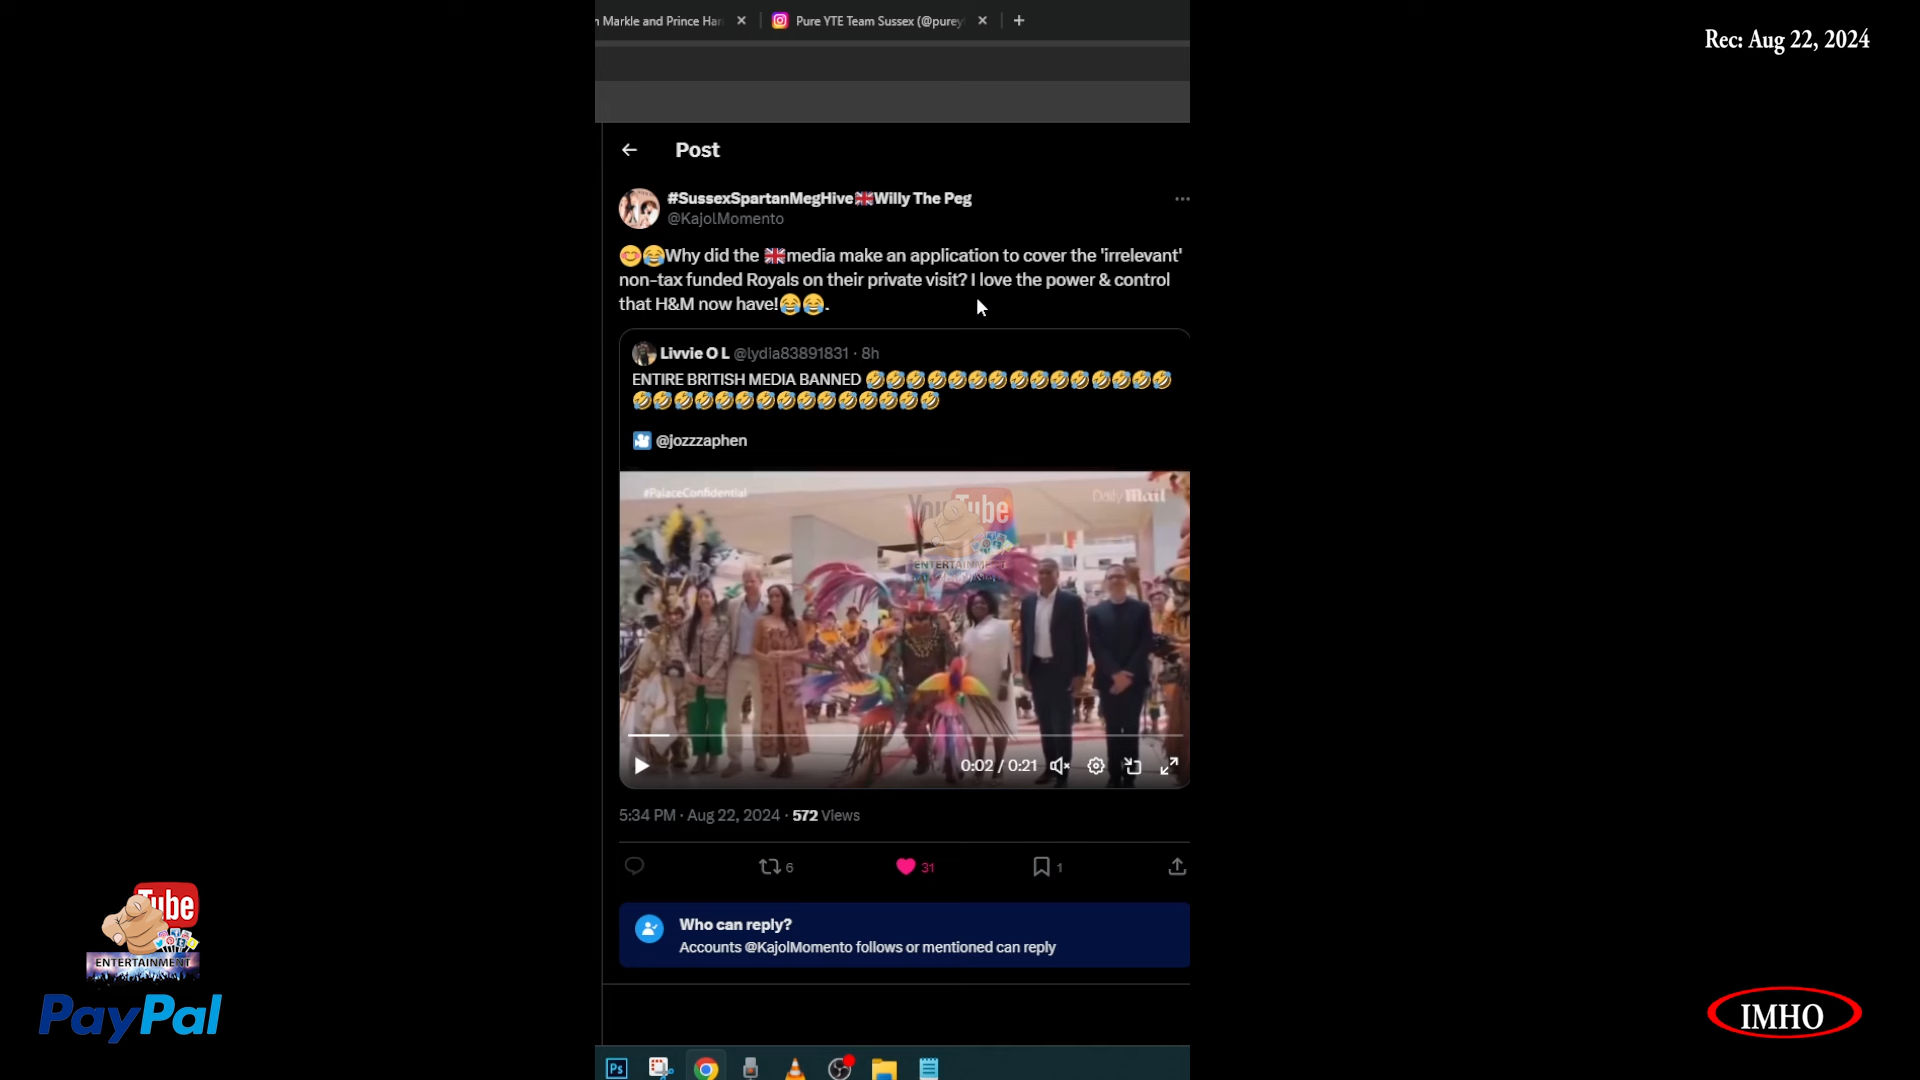 n Markle and Prince Har
Pure YTE Team Sussex (@purey
Rec: Aug 22, 2024
Post
#SussexSpartanMegHive🇬🇧Willy The Peg
@KajolMomento
😊😂Why did the 🇬🇧media make an application to cover the 'irrelevant'
non-tax funded Royals on their private visit? I love the power & control
that H&M now have!😂😂.
Livvie O L @lydia83891831 · 8h
ENTIRE BRITISH MEDIA BANNED 🤣🤣🤣🤣🤣🤣🤣🤣🤣🤣🤣🤣🤣🤣🤣
🤣🤣🤣🤣🤣🤣🤣🤣🤣🤣🤣🤣🤣🤣🤣
🎦 @jozzzaphen
#PalaceConfidential
Daily Mail
YouTube
ENTERTAINMENT
0:02 / 0:21
5:34 PM · Aug 22, 2024 · 572 Views
6
31
1
Who can reply?
Accounts @KajolMomento follows or mentioned can reply
Tube
ENTERTAINMENT
PayPal
IMHO
Ps